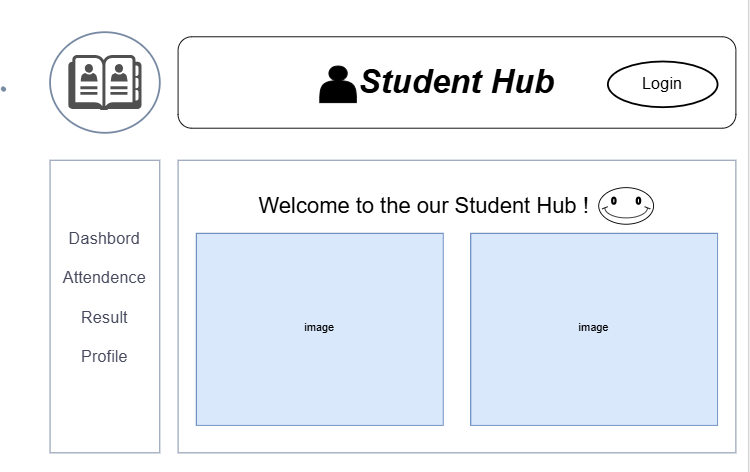 Student Hub
Login
Welcome to the our Student Hub !
Dashbord
Attendence
Result
Profile
image
image